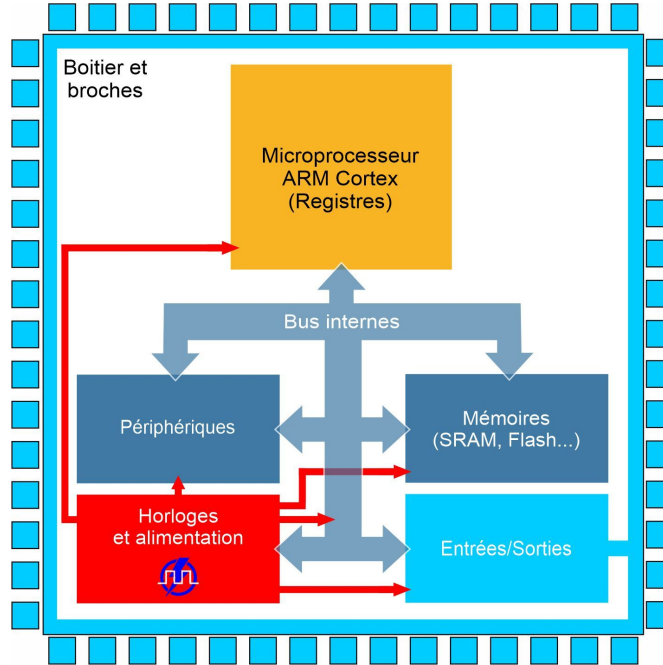 Boitier et
broches
Microprocesseur
ARM Cortex
(Registres)
Bus internes
Périphériques
Mémoires
(SRAM, Flash...)
Horloges
et alimentation
Entrées/Sorties